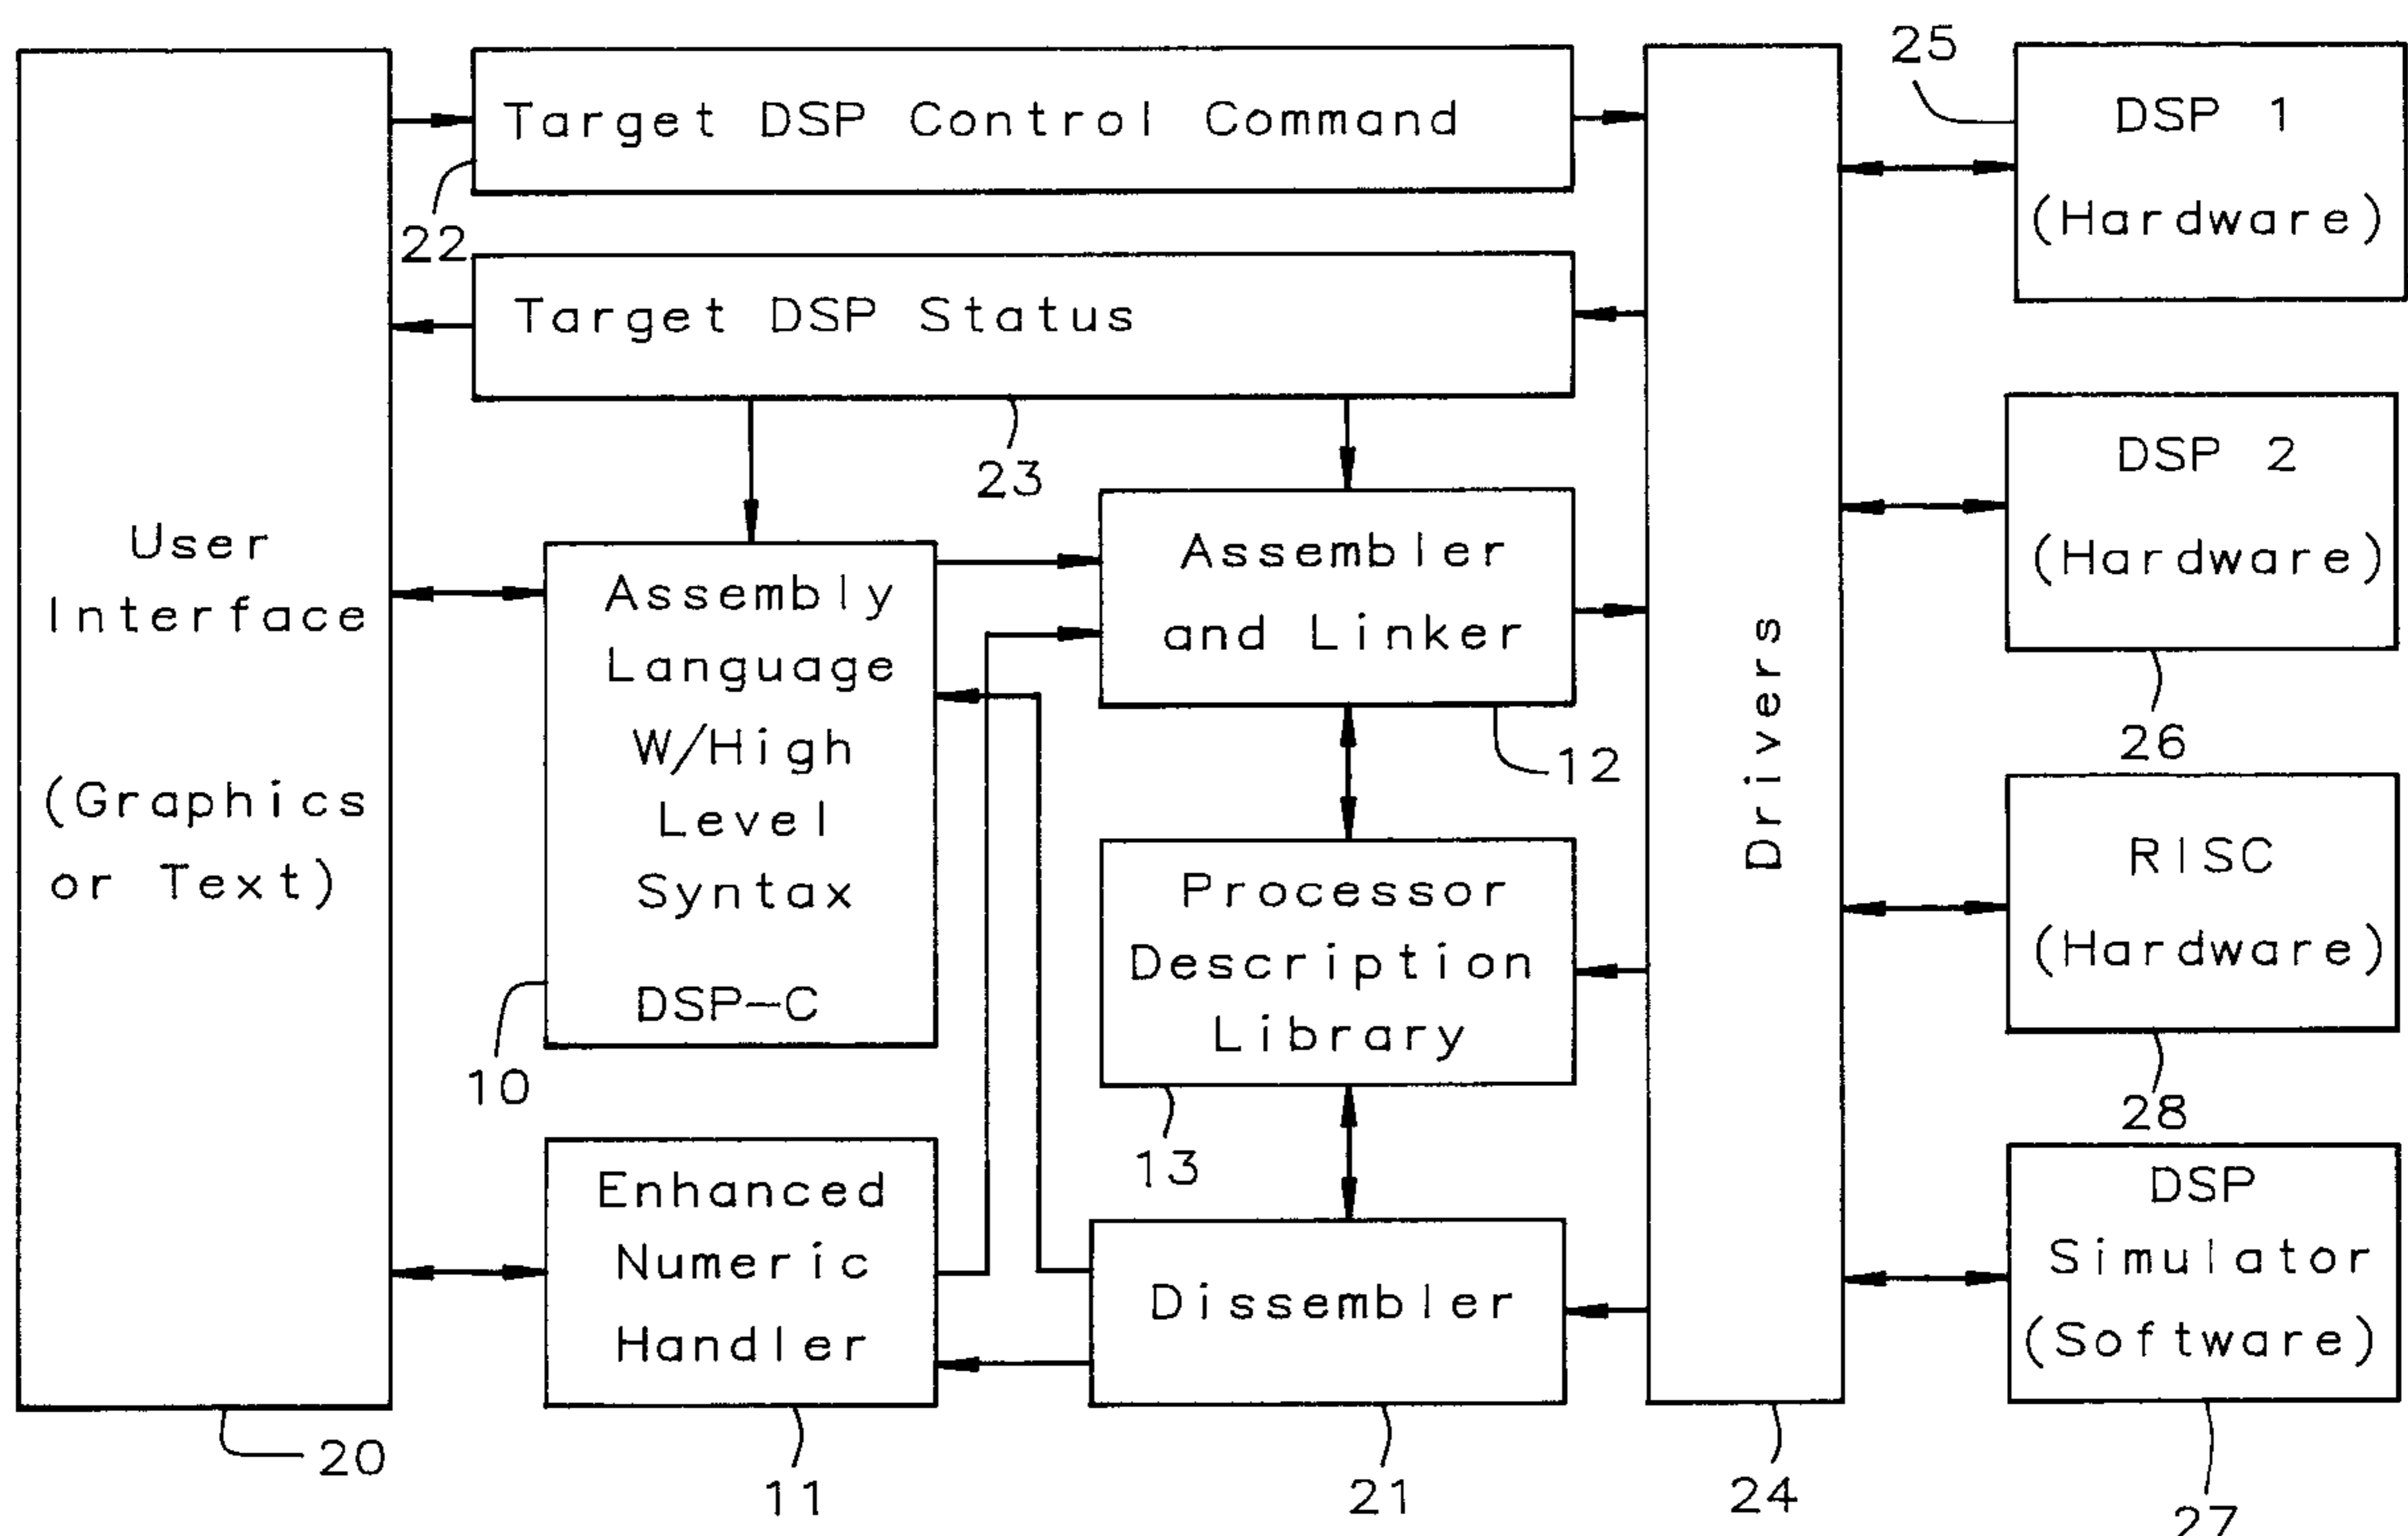 User
Interface
(Graphics
or Text)
20
Target DSP Control Command
22
Target DSP Status
23
Assembly
Language
W/High
Level
Syntax
DSP-C
10
Enhanced
Numeric
Handler
11
Assembler
and Linker
12
Processor
Description
Library
13
Dissembler
21
Drivers
24
25
DSP 1
(Hardware)
DSP 2
(Hardware)
26
RISC
(Hardware)
28
DSP
Simulator
(Software)
27